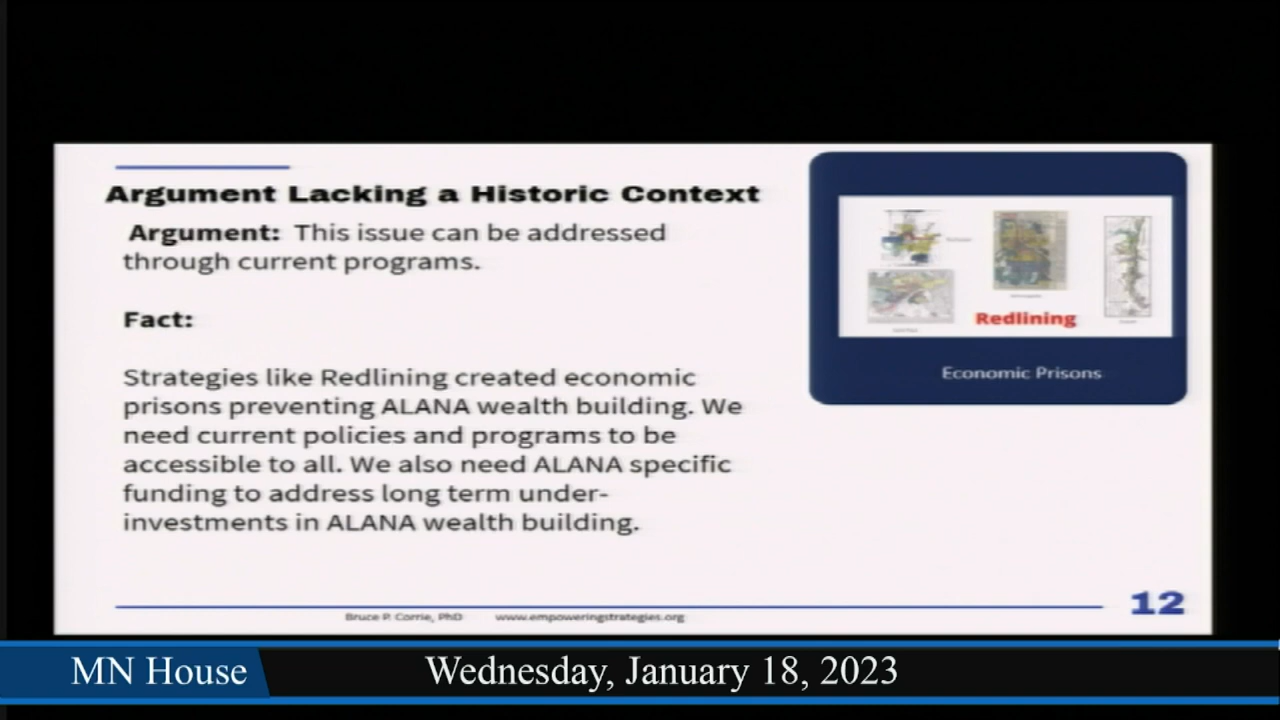 Argument Lacking a Historic Context
Argument: This issue can be addressed
through current programs.
Fact:
Strategies like Redlining created economic
prisons preventing ALANA wealth building. We
need current policies and programs to be
accessible to all. We also need ALANA specific
funding to address long term under-
investments in ALANA wealth building.
Redlining
Economic Prisons
Bruce P. Corrie, PhD www.empoweringstrategies.org
12
MN House
Wednesday, January 18, 2023